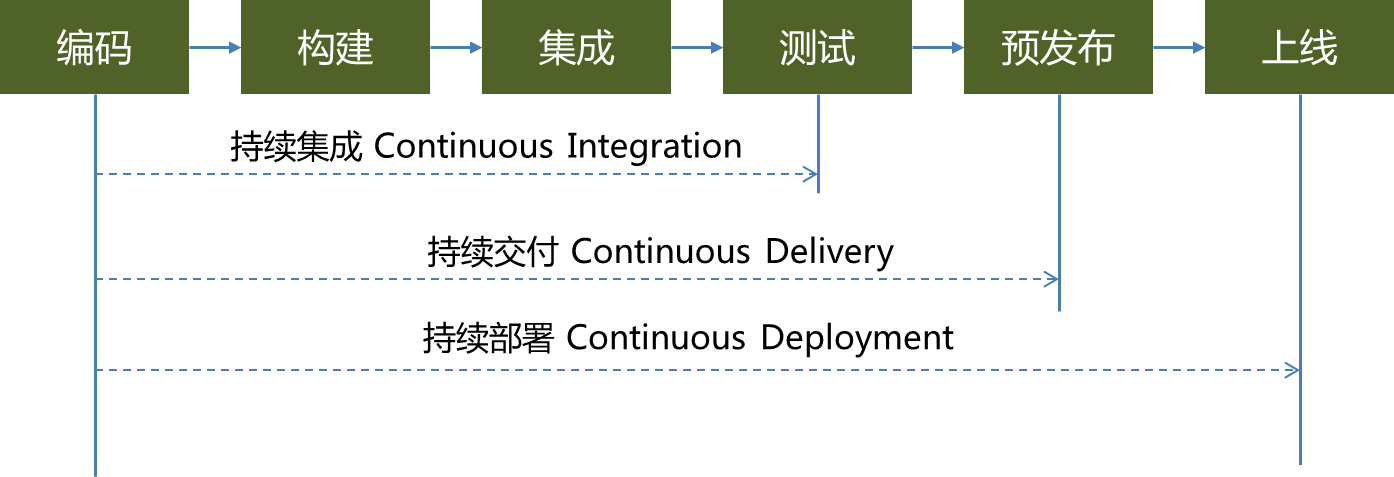 编码
构建
集成
测试
预发布
上线
持续集成 Continuous Integration
持续交付 Continuous Delivery
持续部署 Continuous Deployment